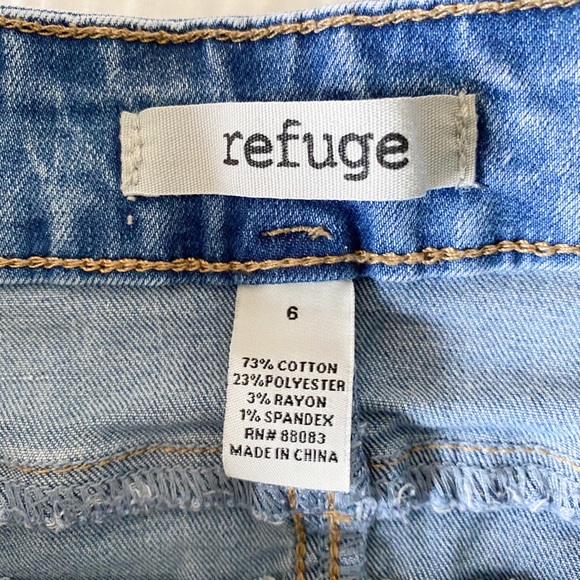 refuge
6
73% COTTON
23%POLYESTER
3% RAYON
1% SPANDEX
RN# 88083
MADE IN CHINA